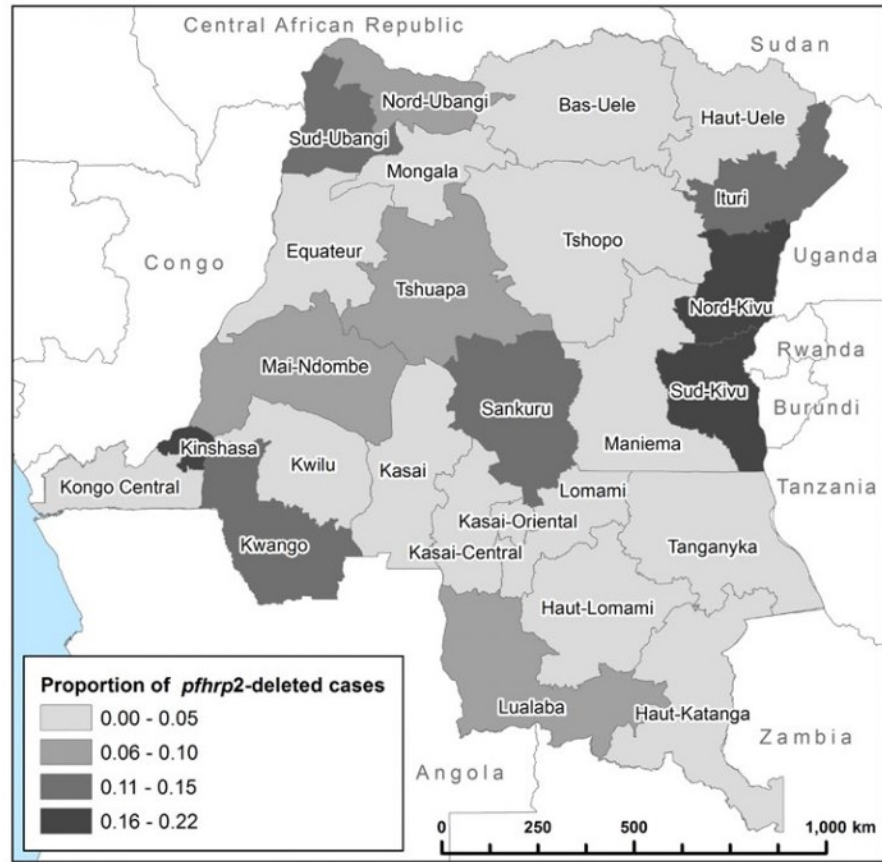 Central African Republic
Sudan
Nord-Ubangi
Bas-Uele
Haut-Uele
Sud-Ubangi
Mongala
Ituri
Equateur
Tshopo
Congo
Uganda
Tshuapa
Nord-Kivu
Rwanda
Mai-Ndombe
Sud-Kivu
Sankuru
Burundi
Kinshasa
Maniema
Kwilu
Kasai
Kongo Central
Lomami
Tanzania
Kasai-Oriental
Kwango
Kasai-Central
Tanganyka
Haut-Lomami
Proportion of pfhrp2-deleted cases
0.00 - 0.05
0.06 - 0.10
0.11 - 0.15
0.16 - 0.22
Lualaba
Haut-Katanga
Zambia
Angola
0 250 500 1,000 km